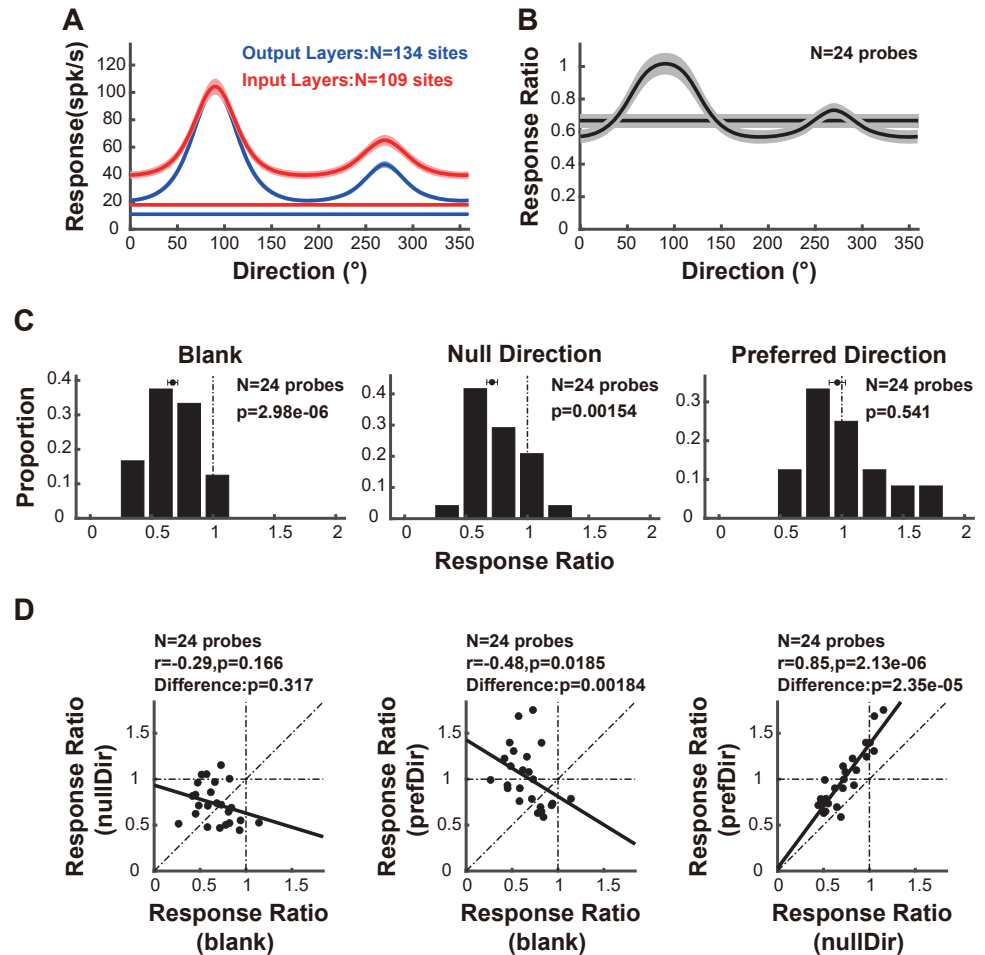 A
Response(spk/s)
120
100
80
60
40
20
0
Output Layers:N=134 sites
Input Layers:N=109 sites
0 50 100 150 200 250 300 350
Direction (°)
B
Response Ratio
1
0.8
0.6
0.4
0.2
0
N=24 probes
0 50 100 150 200 250 300 350
Direction (°)
C
Proportion
Blank
0.4
0.3
0.2
0.1
0
N=24 probes
p=2.98e-06
0 0.5 1 1.5 2
Null Direction
0.4
0.3
0.2
0.1
0
N=24 probes
p=0.00154
0 0.5 1 1.5 2
Preferred Direction
0.3
0.2
0.1
0
N=24 probes
p=0.541
0 0.5 1 1.5 2
Response Ratio
D
N=24 probes
r=-0.29,p=0.166
Difference:p=0.317
Response Ratio
(nullDir)
1.5
1
0.5
0
0 0.5 1 1.5
Response Ratio
(blank)
N=24 probes
r=-0.48,p=0.0185
Difference:p=0.00184
Response Ratio
(prefDir)
1.5
1
0.5
0
0 0.5 1 1.5
Response Ratio
(blank)
N=24 probes
r=0.85,p=2.13e-06
Difference:p=2.35e-05
Response Ratio
(prefDir)
1.5
1
0.5
0
0 0.5 1 1.5
Response Ratio
(nullDir)